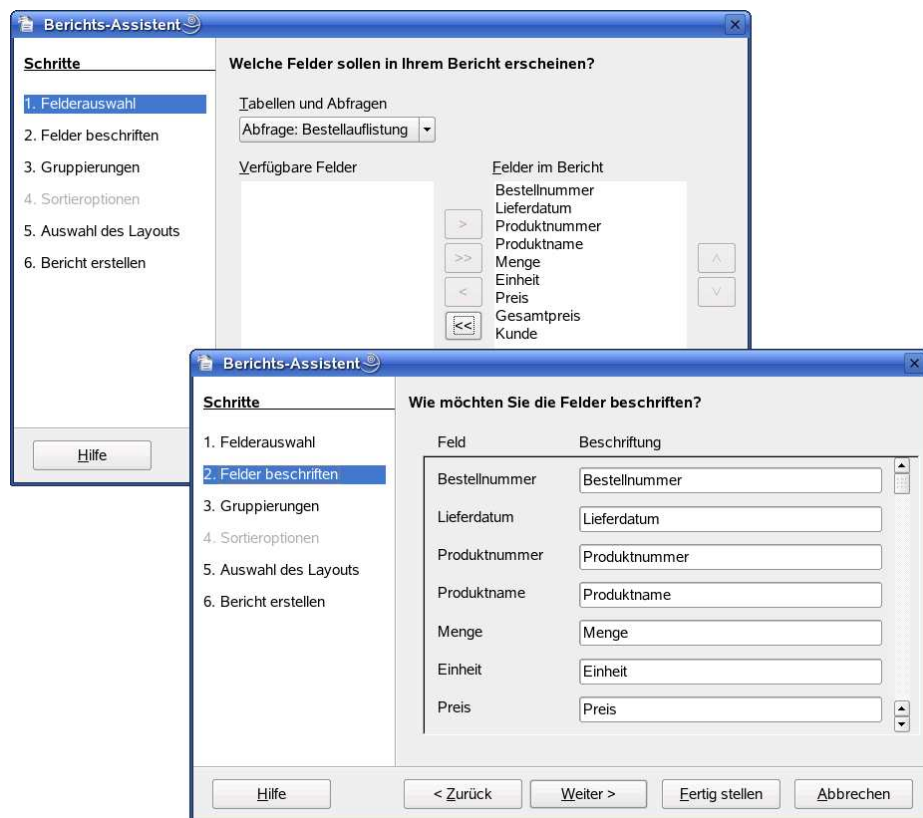 Berichts-Assistent
Schritte
1. Felderauswahl
2. Felder beschriften
3. Gruppierungen
4. Sortieroptionen
5. Auswahl des Layouts
6. Bericht erstellen
Hilfe
Welche Felder sollen in Ihrem Bericht erscheinen?
Tabellen und Abfragen
Abfrage: Bestellauflistung
Verfügbare Felder
>
>>
<
<<
Felder im Bericht
Bestellnummer
Lieferdatum
Produktnummer
Produktname
Menge
Einheit
Preis
Gesamtpreis
Kunde
Berichts-Assistent
Schritte
1. Felderauswahl
2. Felder beschriften
3. Gruppierungen
4. Sortieroptionen
5. Auswahl des Layouts
6. Bericht erstellen
Wie möchten Sie die Felder beschriften?
Feld Beschriftung
Bestellnummer Bestellnummer
Lieferdatum Lieferdatum
Produktnummer Produktnummer
Produktname Produktname
Menge Menge
Einheit Einheit
Preis Preis
Hilfe < Zurück Weiter > Fertig stellen Abbrechen